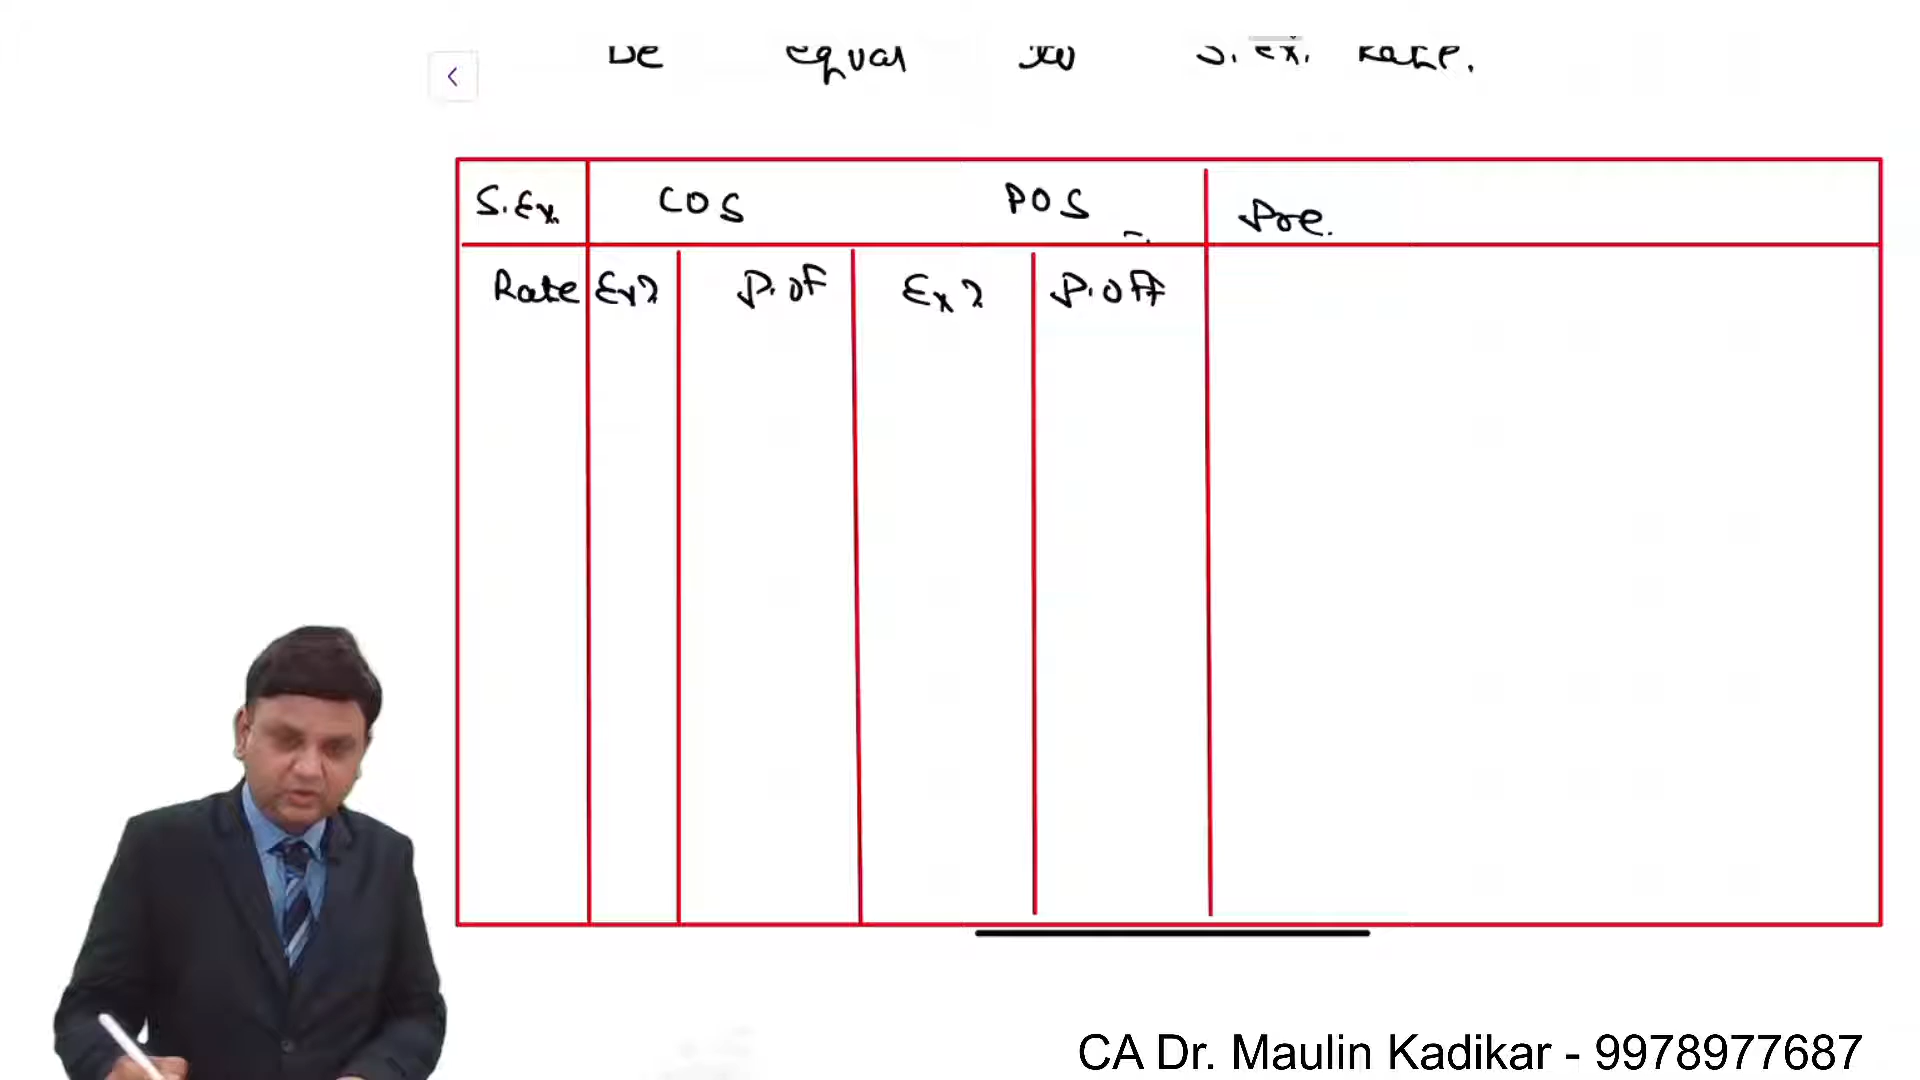 be equal to S. Ex. Rate.
S. Ex. COS POS Pre.
Rate Ex? P. OF Ex? P. OFF
CA Dr. Maulin Kadikar - 9978977687